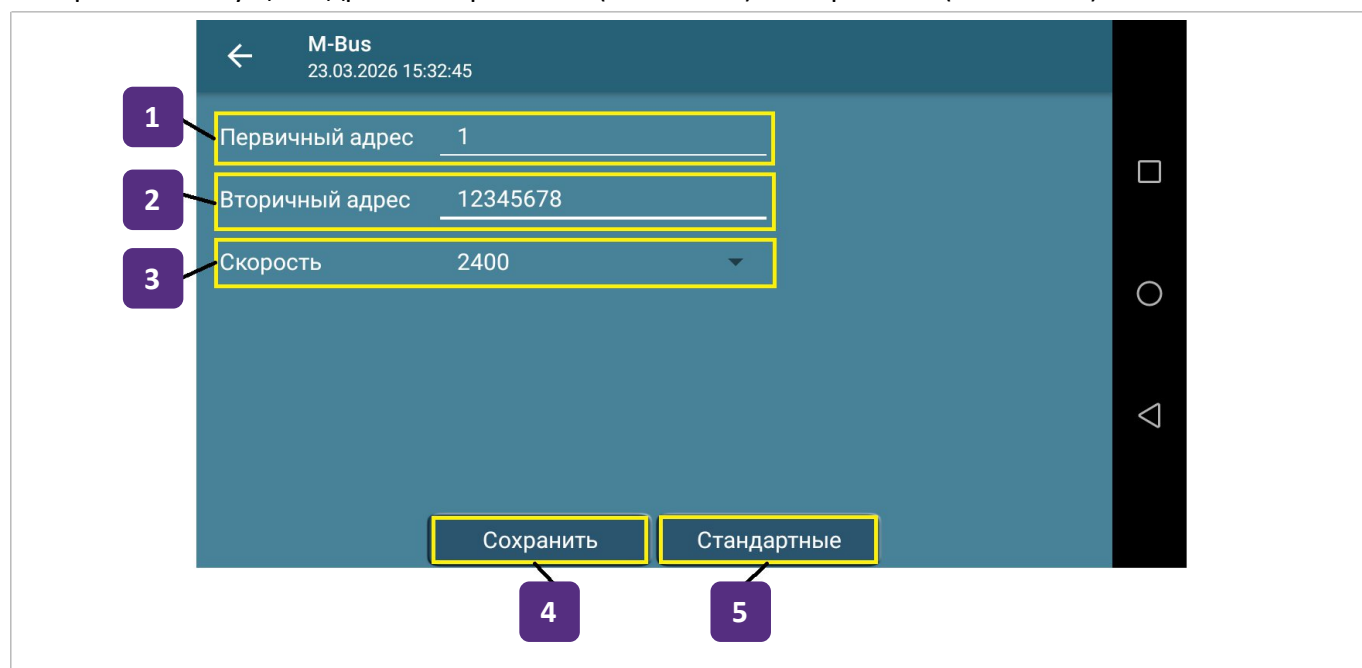 M-Bus
23.03.2026 15:32:45
1
Первичный адрес 1
2
Вторичный адрес 12345678
3
Скорость 2400
Сохранить Стандартные
4 5